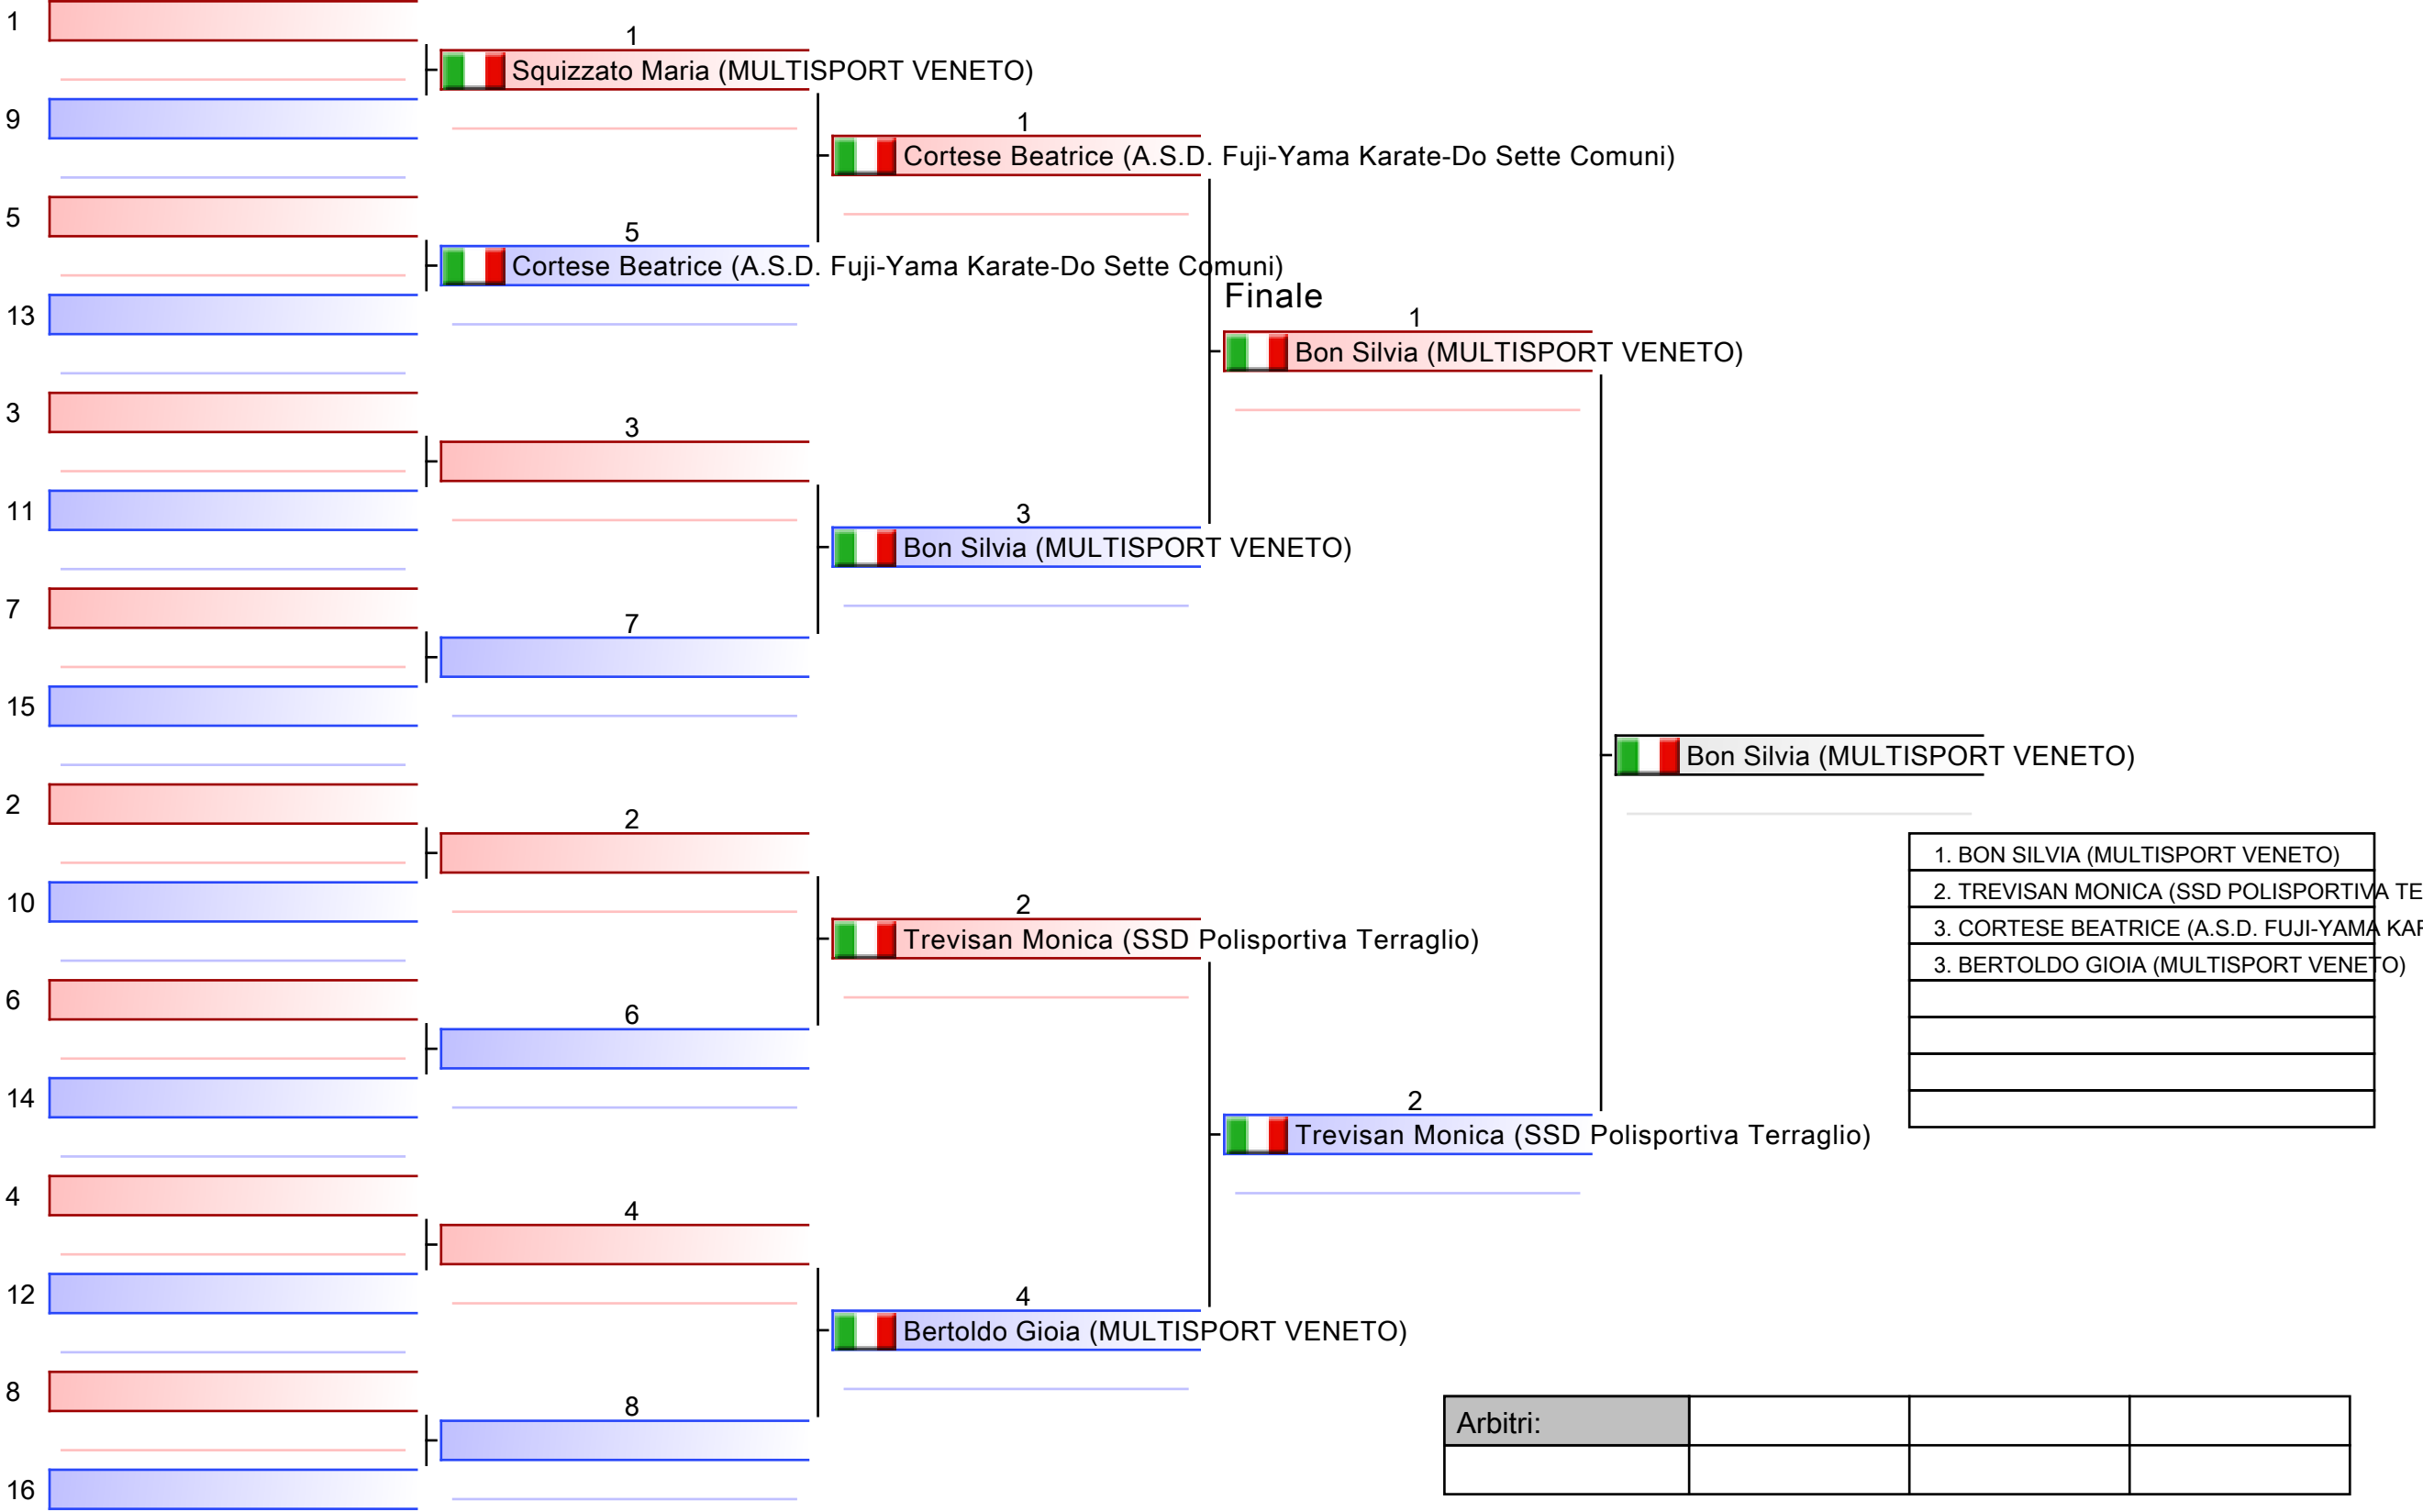 1
9
5
13
3
11
7
15
2
10
6
14
4
12
8
16
1
Squizzato Maria (MULTISPORT VENETO)
5
Cortese Beatrice (A.S.D. Fuji-Yama Karate-Do Sette Comuni)
3
7
2
6
4
8
1
Cortese Beatrice (A.S.D. Fuji-Yama Karate-Do Sette Comuni)
3
Bon Silvia (MULTISPORT VENETO)
2
Trevisan Monica (SSD Polisportiva Terraglio)
4
Bertoldo Gioia (MULTISPORT VENETO)
Finale
1
Bon Silvia (MULTISPORT VENETO)
2
Trevisan Monica (SSD Polisportiva Terraglio)
Bon Silvia (MULTISPORT VENETO)
1. BON SILVIA (MULTISPORT VENETO)
2. TREVISAN MONICA (SSD POLISPORTIVA TE
3. CORTESE BEATRICE (A.S.D. FUJI-YAMA KAR
3. BERTOLDO GIOIA (MULTISPORT VENETO)
Arbitri: